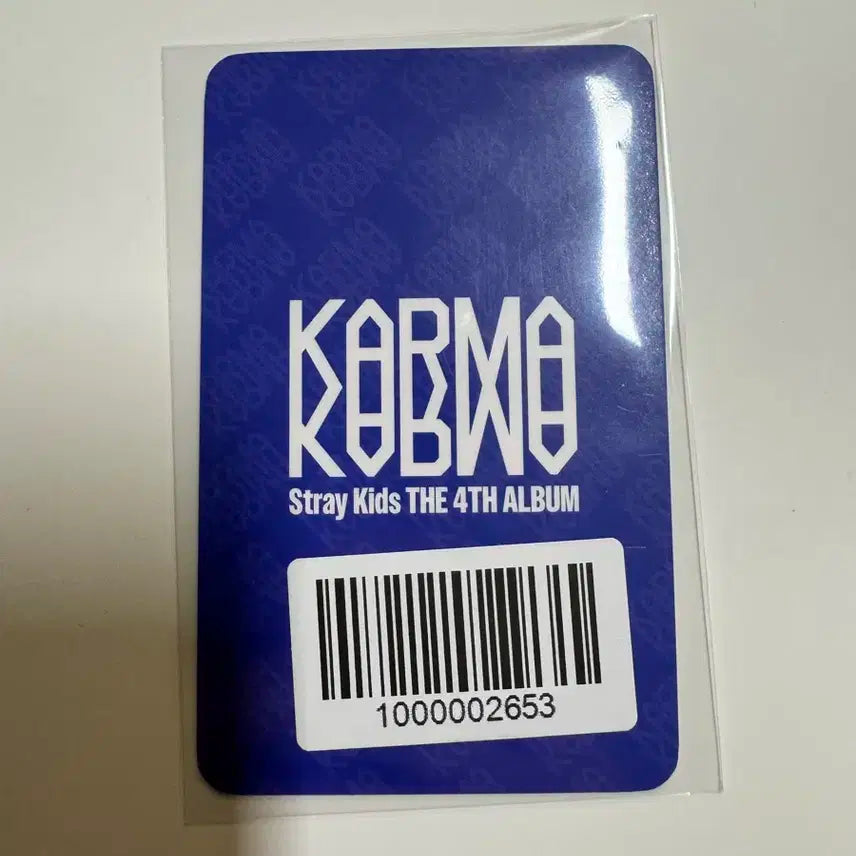 KARMA
Stray Kids THE 4TH ALBUM
1000002653